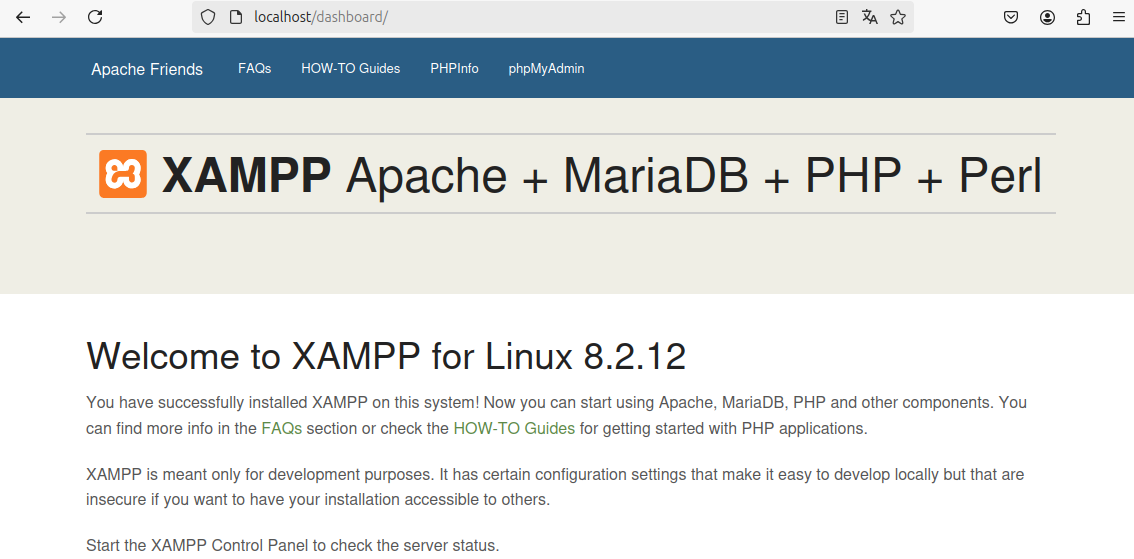 localhost/dashboard/
Apache Friends FAQs HOW-TO Guides PHPInfo phpMyAdmin
XAMPP Apache + MariaDB + PHP + Perl
Welcome to XAMPP for Linux 8.2.12
You have successfully installed XAMPP on this system! Now you can start using Apache, MariaDB, PHP and other components. You
can find more info in the FAQs section or check the HOW-TO Guides for getting started with PHP applications.
XAMPP is meant only for development purposes. It has certain configuration settings that make it easy to develop locally but that are
insecure if you want to have your installation accessible to others.
Start the XAMPP Control Panel to check the server status.